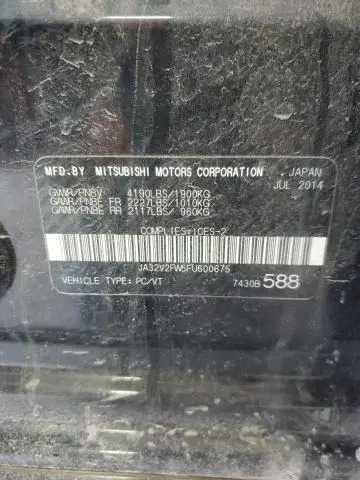 MFD.BY MITSUBISHI MOTORS CORPORATION , JAPAN
JUL 2014
GVWR/PNBV 4190LBS/1900KG
GAWR/PNBE FR 2227LBS/1010KG
GAWR/PNBE RR 2117LBS/ 960KG
COMPLIES:ICES-2
JA32V2FW5FU600675
VEHICLE TYPE: PC/VT 7430B 588